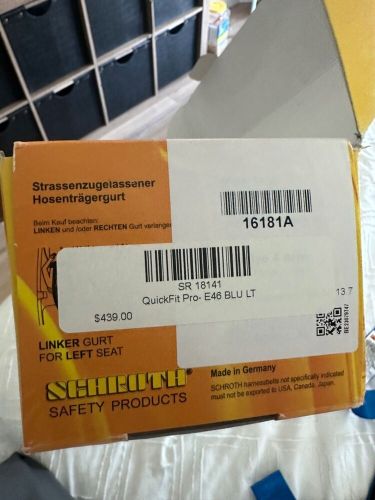 Strassenzugelassener
Hosenträgergurt
Beim Kauf beachten:
LINKEN und /oder RECHTEN Gurt verlangen
16181A
SR 18141
QuickFit Pro- E46 BLU LT
$439.00
13.7
LINKER GURT
FOR LEFT SEAT
SCHROTH
SAFETY PRODUCTS
Made in Germany
SCHROTH harnessbelts not specifically indicated
must not be exported to USA, Canada, Japan.